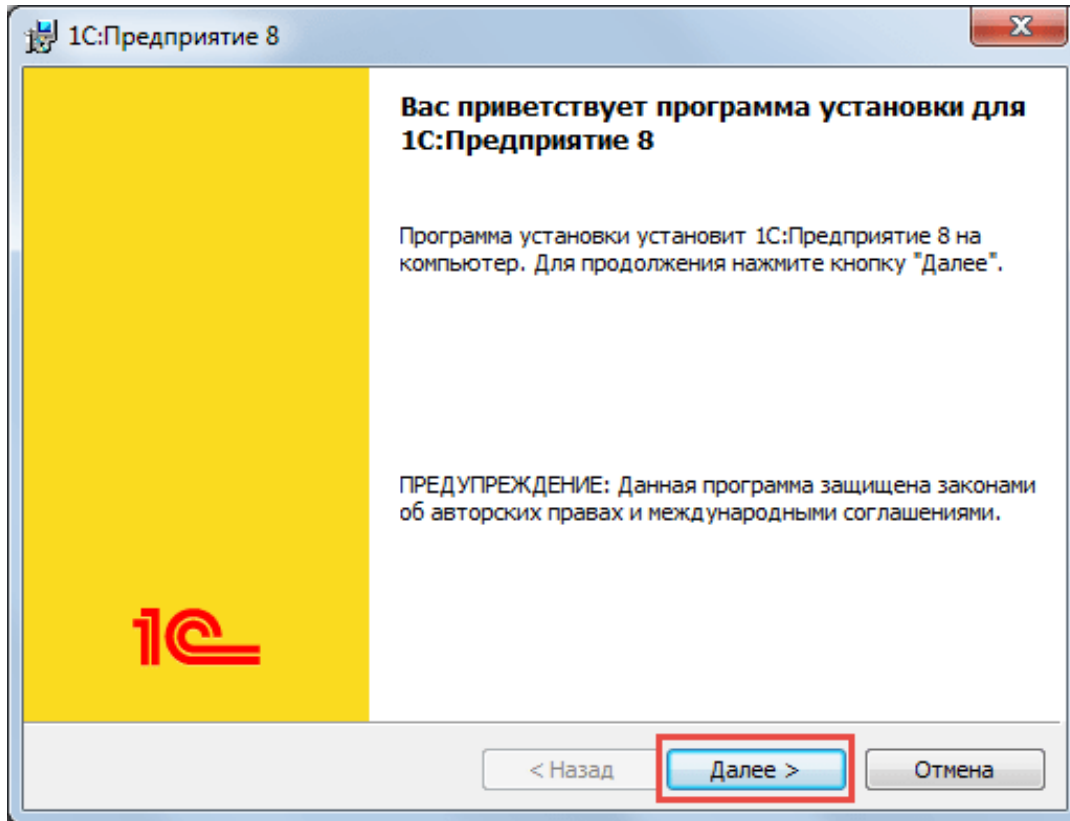 1С:Предприятие 8
Вас приветствует программа установки для
1С:Предприятие 8
Программа установки установит 1С:Предприятие 8 на
компьютер. Для продолжения нажмите кнопку "Далее".
ПРЕДУПРЕЖДЕНИЕ: Данная программа защищена законами
об авторских правах и международными соглашениями.
1С
< Назад
Далее >
Отмена